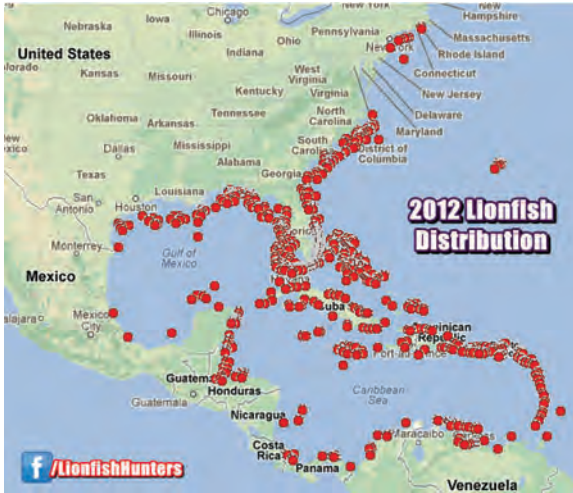 NEW YORK
New
Hampshire
Massachusetts
Rhode Island
Connecticut
New Jersey
Delaware
Maryland
District of
Columbia
Nebraska
Iowa
Chicago
Illinois
Indiana
Ohio
Pennsylvania
New York
United States
Kansas
Missouri
West
Virginia
Virginia
Kentucky
Oklahoma
Arkansas
Tennessee
North
Carolina
South
Carolina
Mississippi
Alabama
Georgia
Dallas
Texas
Louisiana
San
Antonio
Houston
Monterrey
Gulf of
Mexico
Mexico
Mexico
City
2012 Lionfish
Distribution
Cuba
Guatemala
Honduras
Guatemala
Nicaragua
Costa
Rica
Panama
Caribbean
Sea
Maracaibo
Venezuela
f /LionfishHunters